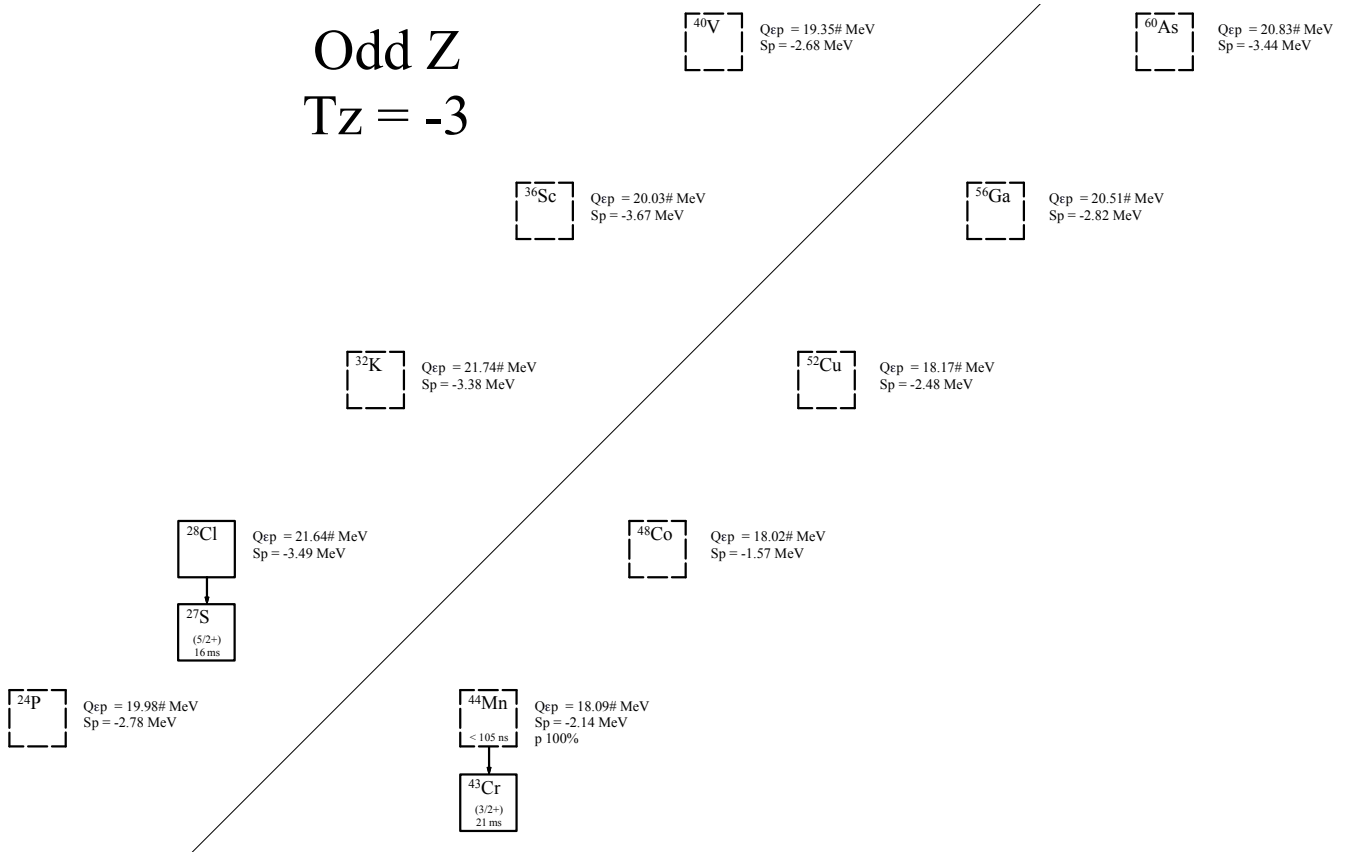 Odd Z
Tz = -3
⁴⁰V
Qεp = 19.35# MeV
Sp = -2.68 MeV
⁶⁰As
Qεp = 20.83# MeV
Sp = -3.44 MeV
³⁶Sc
Qεp = 20.03# MeV
Sp = -3.67 MeV
⁵⁶Ga
Qεp = 20.51# MeV
Sp = -2.82 MeV
³²K
Qεp = 21.74# MeV
Sp = -3.38 MeV
⁵²Cu
Qεp = 18.17# MeV
Sp = -2.48 MeV
²⁸Cl
Qεp = 21.64# MeV
Sp = -3.49 MeV
²⁷S
(5/2+)
16 ms
⁴⁸Co
Qεp = 18.02# MeV
Sp = -1.57 MeV
²⁴P
Qεp = 19.98# MeV
Sp = -2.78 MeV
⁴⁴Mn
< 105 ns
Qεp = 18.09# MeV
Sp = -2.14 MeV
p 100%
⁴³Cr
(3/2+)
21 ms